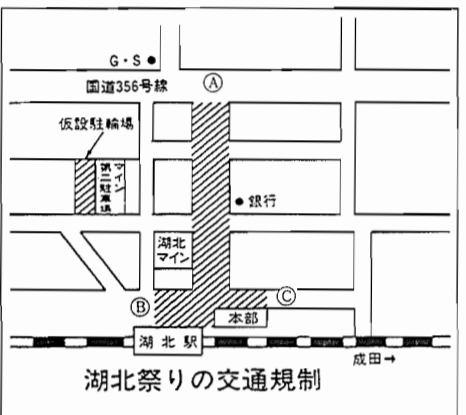 G・S
Ⓐ
国道356号線
仮設駐輪場
マイン
第二駐車場
銀行
湖北
マイン
Ⓑ
Ⓒ
本部
湖北駅
成田→
湖北祭りの交通規制